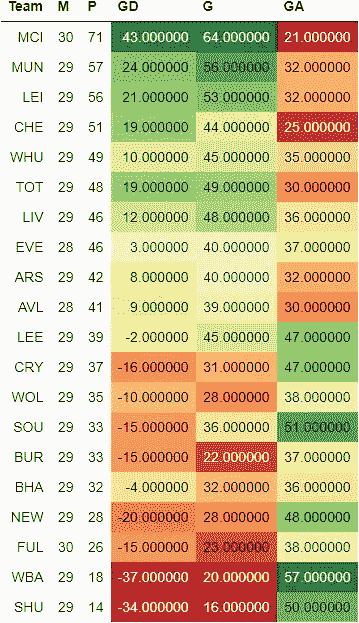 Team M P GD G GA
MCI 30 71 43.000000 64.000000 21.000000
MUN 29 57 24.000000 56.000000 32.000000
LEI 29 56 21.000000 53.000000 32.000000
CHE 29 51 19.000000 44.000000 25.000000
WHU 29 49 10.000000 45.000000 35.000000
TOT 29 48 19.000000 49.000000 30.000000
LIV 29 46 12.000000 48.000000 36.000000
EVE 28 46 3.000000 40.000000 37.000000
ARS 29 42 8.000000 40.000000 32.000000
AVL 28 41 9.000000 39.000000 30.000000
LEE 29 39 -2.000000 45.000000 47.000000
CRY 29 37 -16.000000 31.000000 47.000000
WOL 29 35 -10.000000 28.000000 38.000000
SOU 29 33 -15.000000 36.000000 51.000000
BUR 29 33 -15.000000 22.000000 37.000000
BHA 29 32 -4.000000 32.000000 36.000000
NEW 29 28 -20.000000 28.000000 48.000000
FUL 30 26 -15.000000 23.000000 38.000000
WBA 29 18 -37.000000 20.000000 57.000000
SHU 29 14 -34.000000 16.000000 50.000000